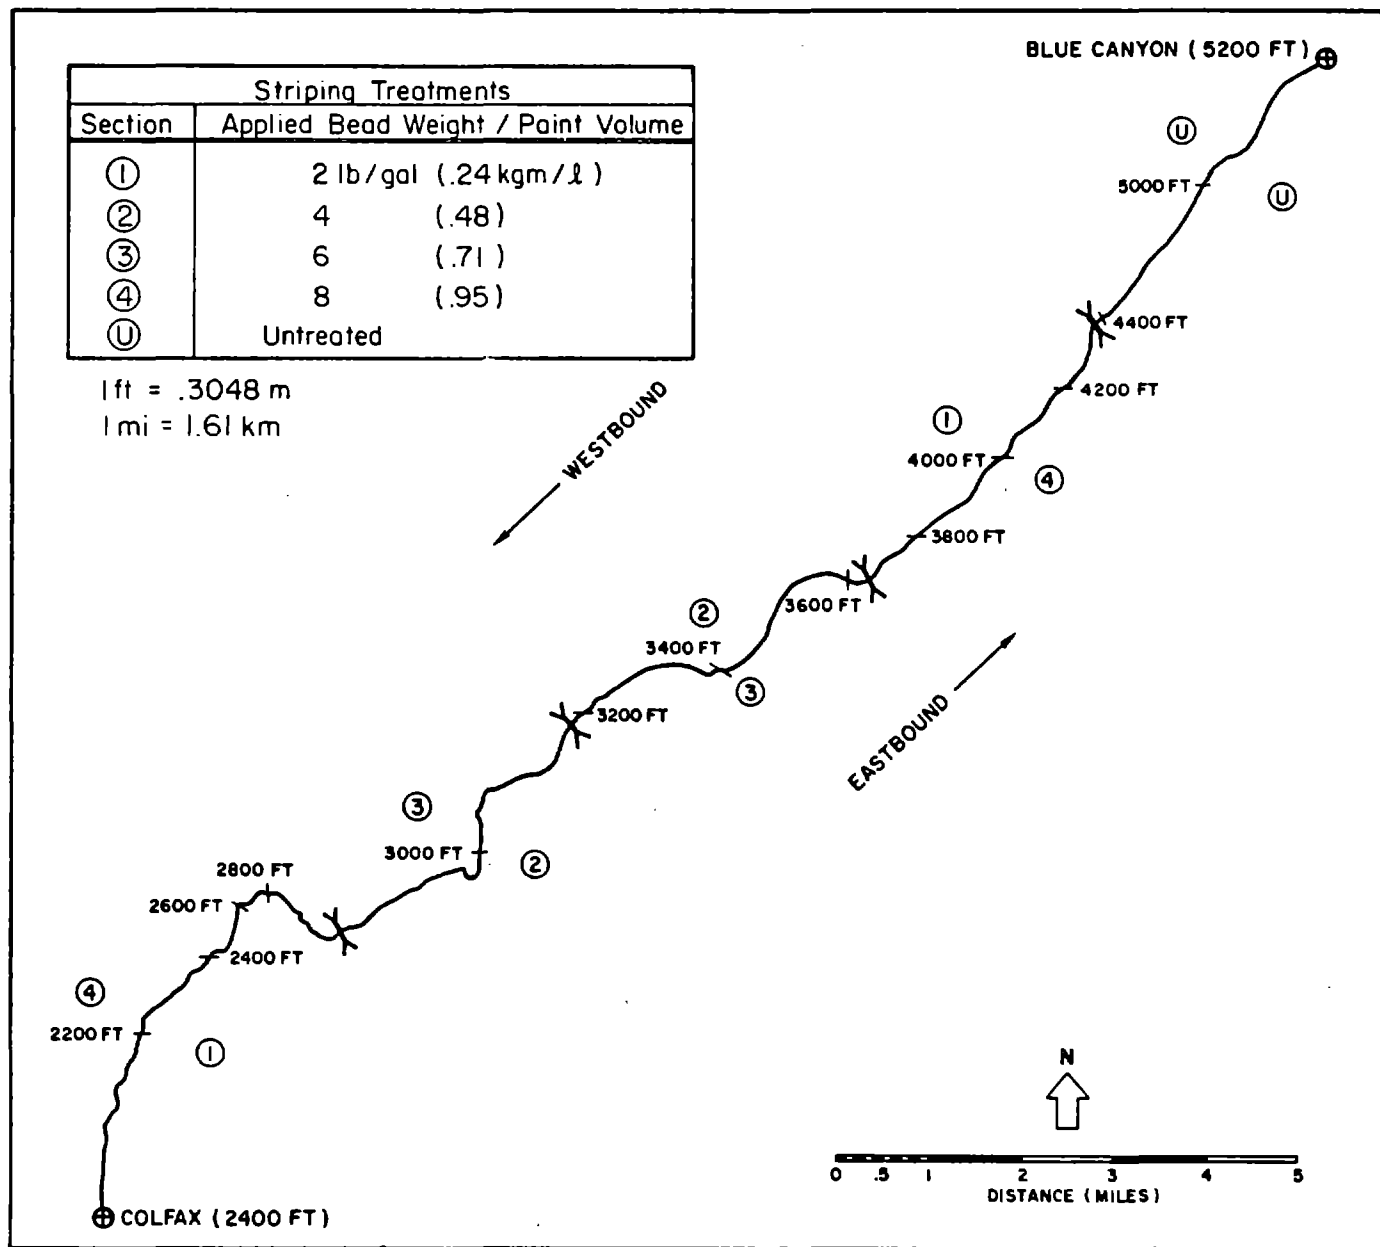 BLUE CANYON (5200 FT)
Striping Treatments
Section Applied Bead Weight / Paint Volume
1 2 lb/gal (.24 kgm/l)
2 4 (.48)
3 6 (.71)
4 8 (.95)
U Untreated
1 ft = .3048 m
1 mi = 1.61 km
U
5000 FT
U
4400 FT
4200 FT
WESTBOUND
1
4000 FT
4
3800 FT
3600 FT
2
3400 FT
3
3200 FT
EASTBOUND
3
3000 FT
2
2800 FT
2600 FT
2400 FT
4
2200 FT
1
N
0 .5 1 2 3 4 5
DISTANCE (MILES)
COLFAX (2400 FT)